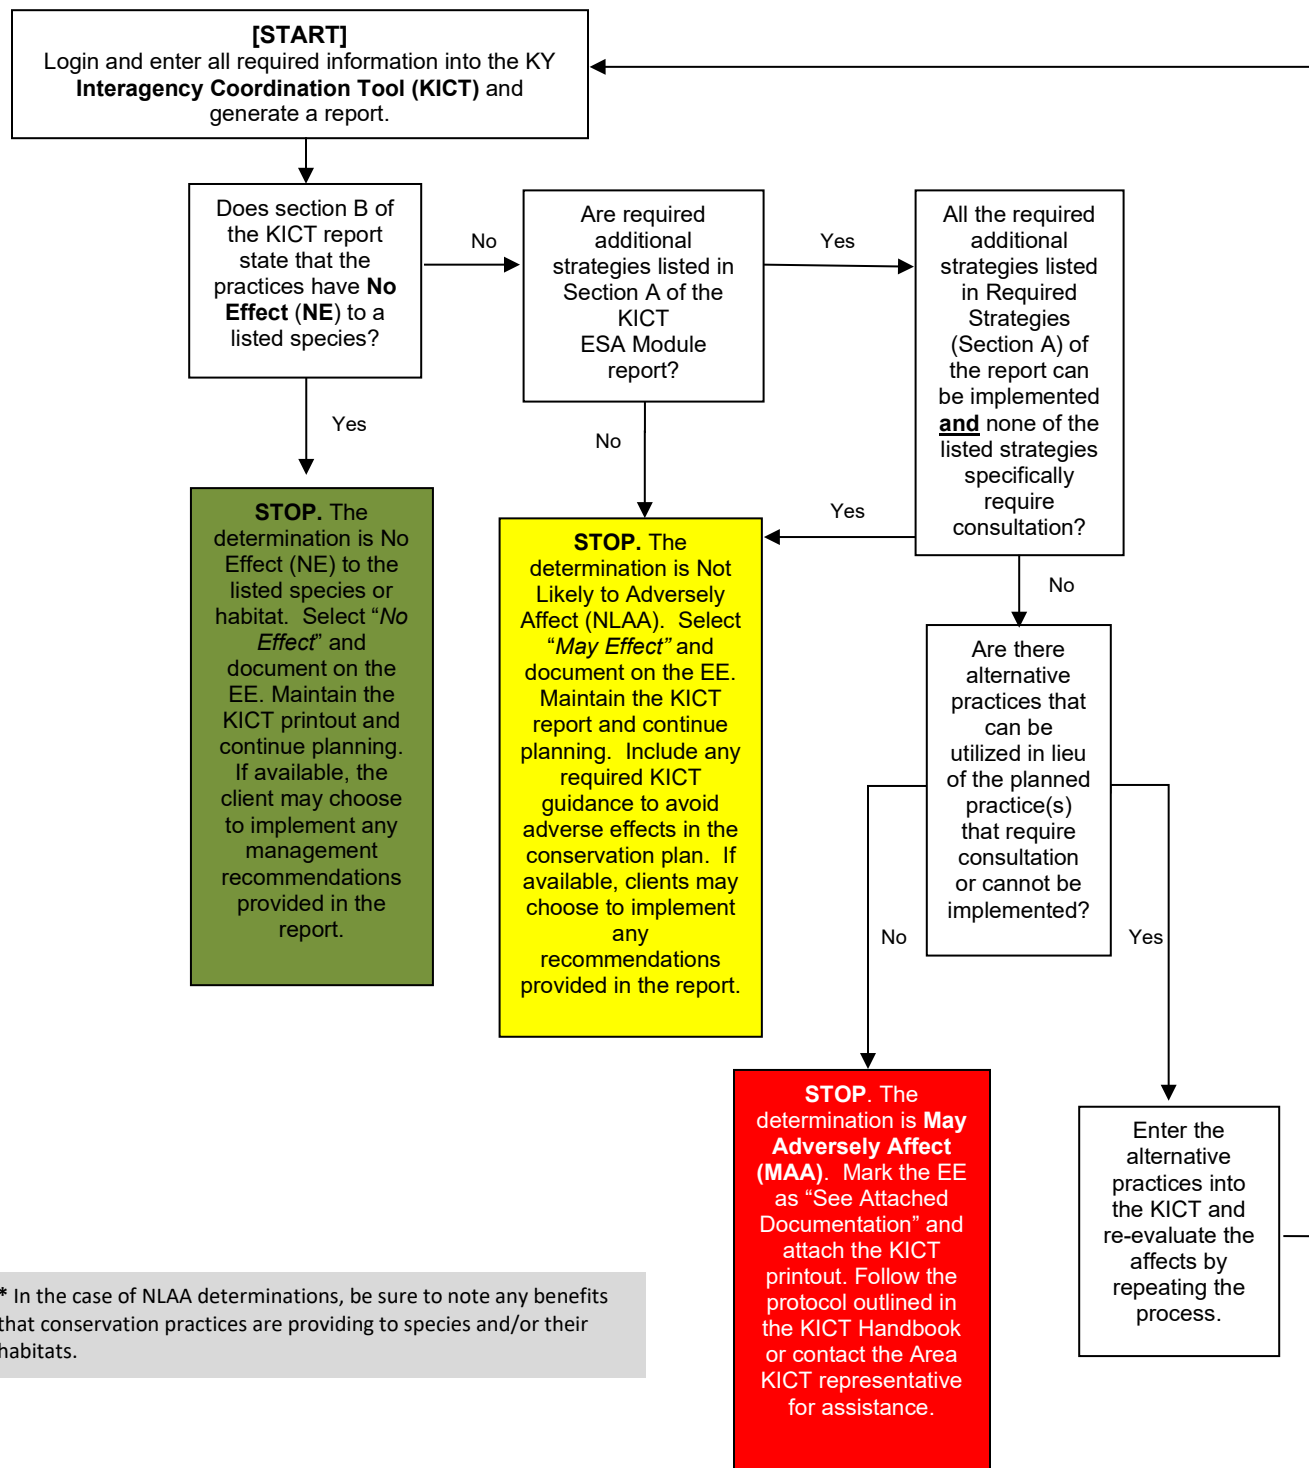 [START]
Login and enter all required information into the KY
Interagency Coordination Tool (KICT) and
generate a report.
Does section B of
the KICT report
state that the
practices have No
Effect (NE) to a
listed species?
No
Are required
additional
strategies listed in
Section A of the
KICT
ESA Module
report?
Yes
All the required
additional
strategies listed
in Required
Strategies
(Section A) of
the report can
be implemented
and none of the
listed strategies
specifically
require
consultation?
Yes
No
Yes
No
STOP. The
determination is No
Effect (NE) to the
listed species or
habitat. Select “No
Effect” and
document on the
EE. Maintain the
KICT printout and
continue planning.
If available, the
client may choose
to implement any
management
recommendations
provided in the
report.
STOP. The
determination is Not
Likely to Adversely
Affect (NLAA). Select
“May Effect” and
document on the EE.
Maintain the KICT
report and continue
planning. Include any
required KICT
guidance to avoid
adverse effects in the
conservation plan. If
available, clients may
choose to implement
any
recommendations
provided in the report.
Are there
alternative
practices that
can be
utilized in lieu
of the planned
practice(s)
that require
consultation
or cannot be
implemented?
No
Yes
STOP. The
determination is May
Adversely Affect
(MAA). Mark the EE
as “See Attached
Documentation” and
attach the KICT
printout. Follow the
protocol outlined in
the KICT Handbook
or contact the Area
KICT representative
for assistance.
Enter the
alternative
practices into
the KICT and
re-evaluate the
affects by
repeating the
process.
* In the case of NLAA determinations, be sure to note any benefits
that conservation practices are providing to species and/or their
habitats.